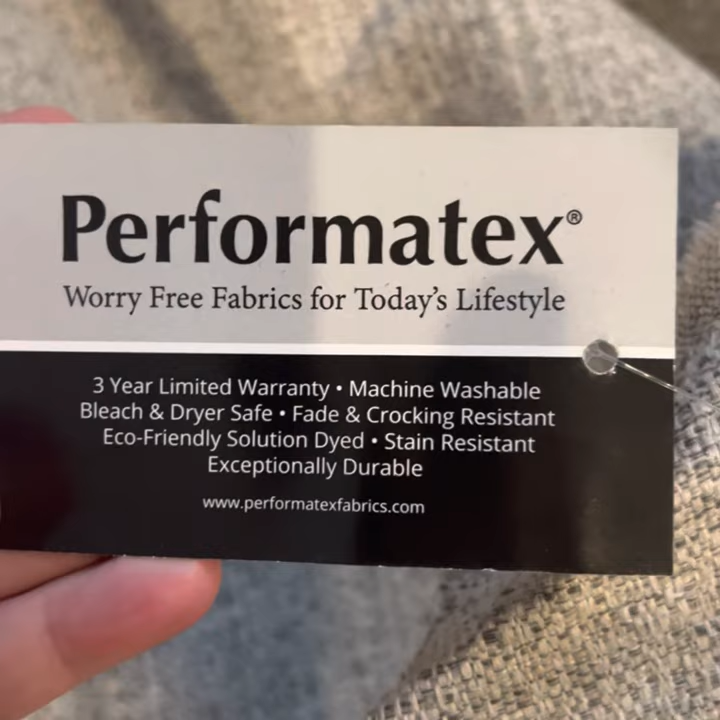 Performatex®
Worry Free Fabrics for Today's Lifestyle
3 Year Limited Warranty • Machine Washable
Bleach & Dryer Safe • Fade & Crocking Resistant
Eco-Friendly Solution Dyed • Stain Resistant
Exceptionally Durable
www.performatexfabrics.com